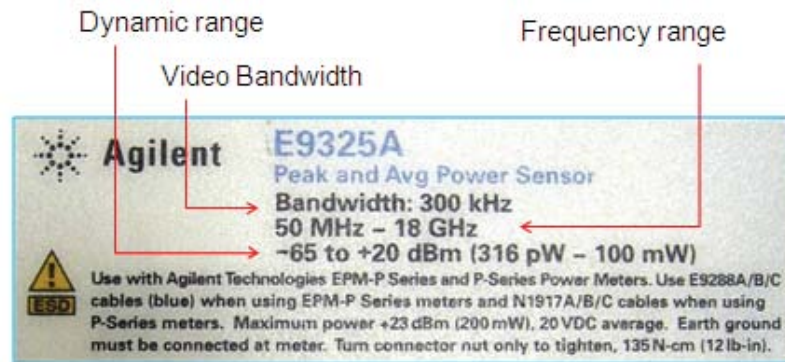 Dynamic range
Frequency range
Video Bandwidth
Agilent
E9325A
Peak and Avg Power Sensor
Bandwidth: 300 kHz
50 MHz – 18 GHz
−65 to +20 dBm (316 pW – 100 mW)
Use with Agilent Technologies EPM-P Series and P-Series Power Meters. Use E9288A/B/C
cables (blue) when using EPM-P Series meters and N1917A/B/C cables when using
P-Series meters. Maximum power +23 dBm (200 mW), 20 VDC average. Earth ground
must be connected at meter. Turn connector nut only to tighten, 135 N-cm (12 lb-in).
ESD